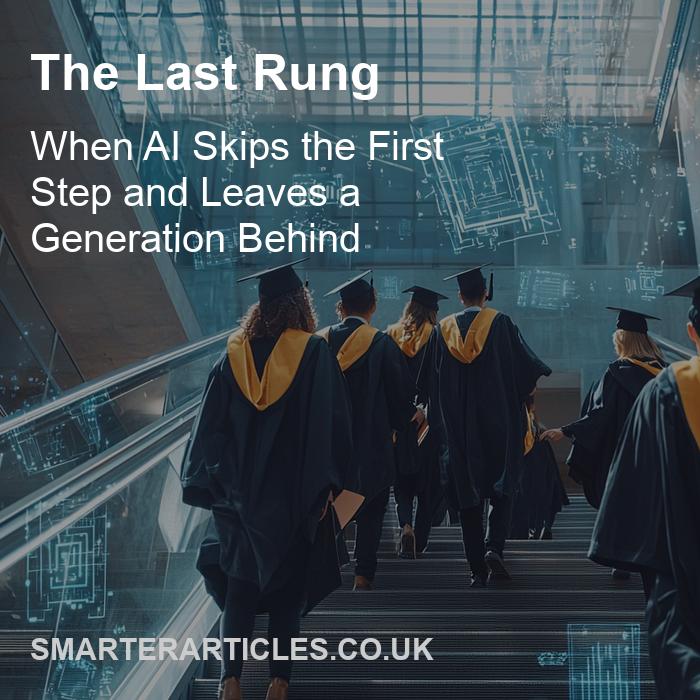 The Last Rung
When AI Skips the First
Step and Leaves a
Generation Behind
SMARTERARTICLES.CO.UK